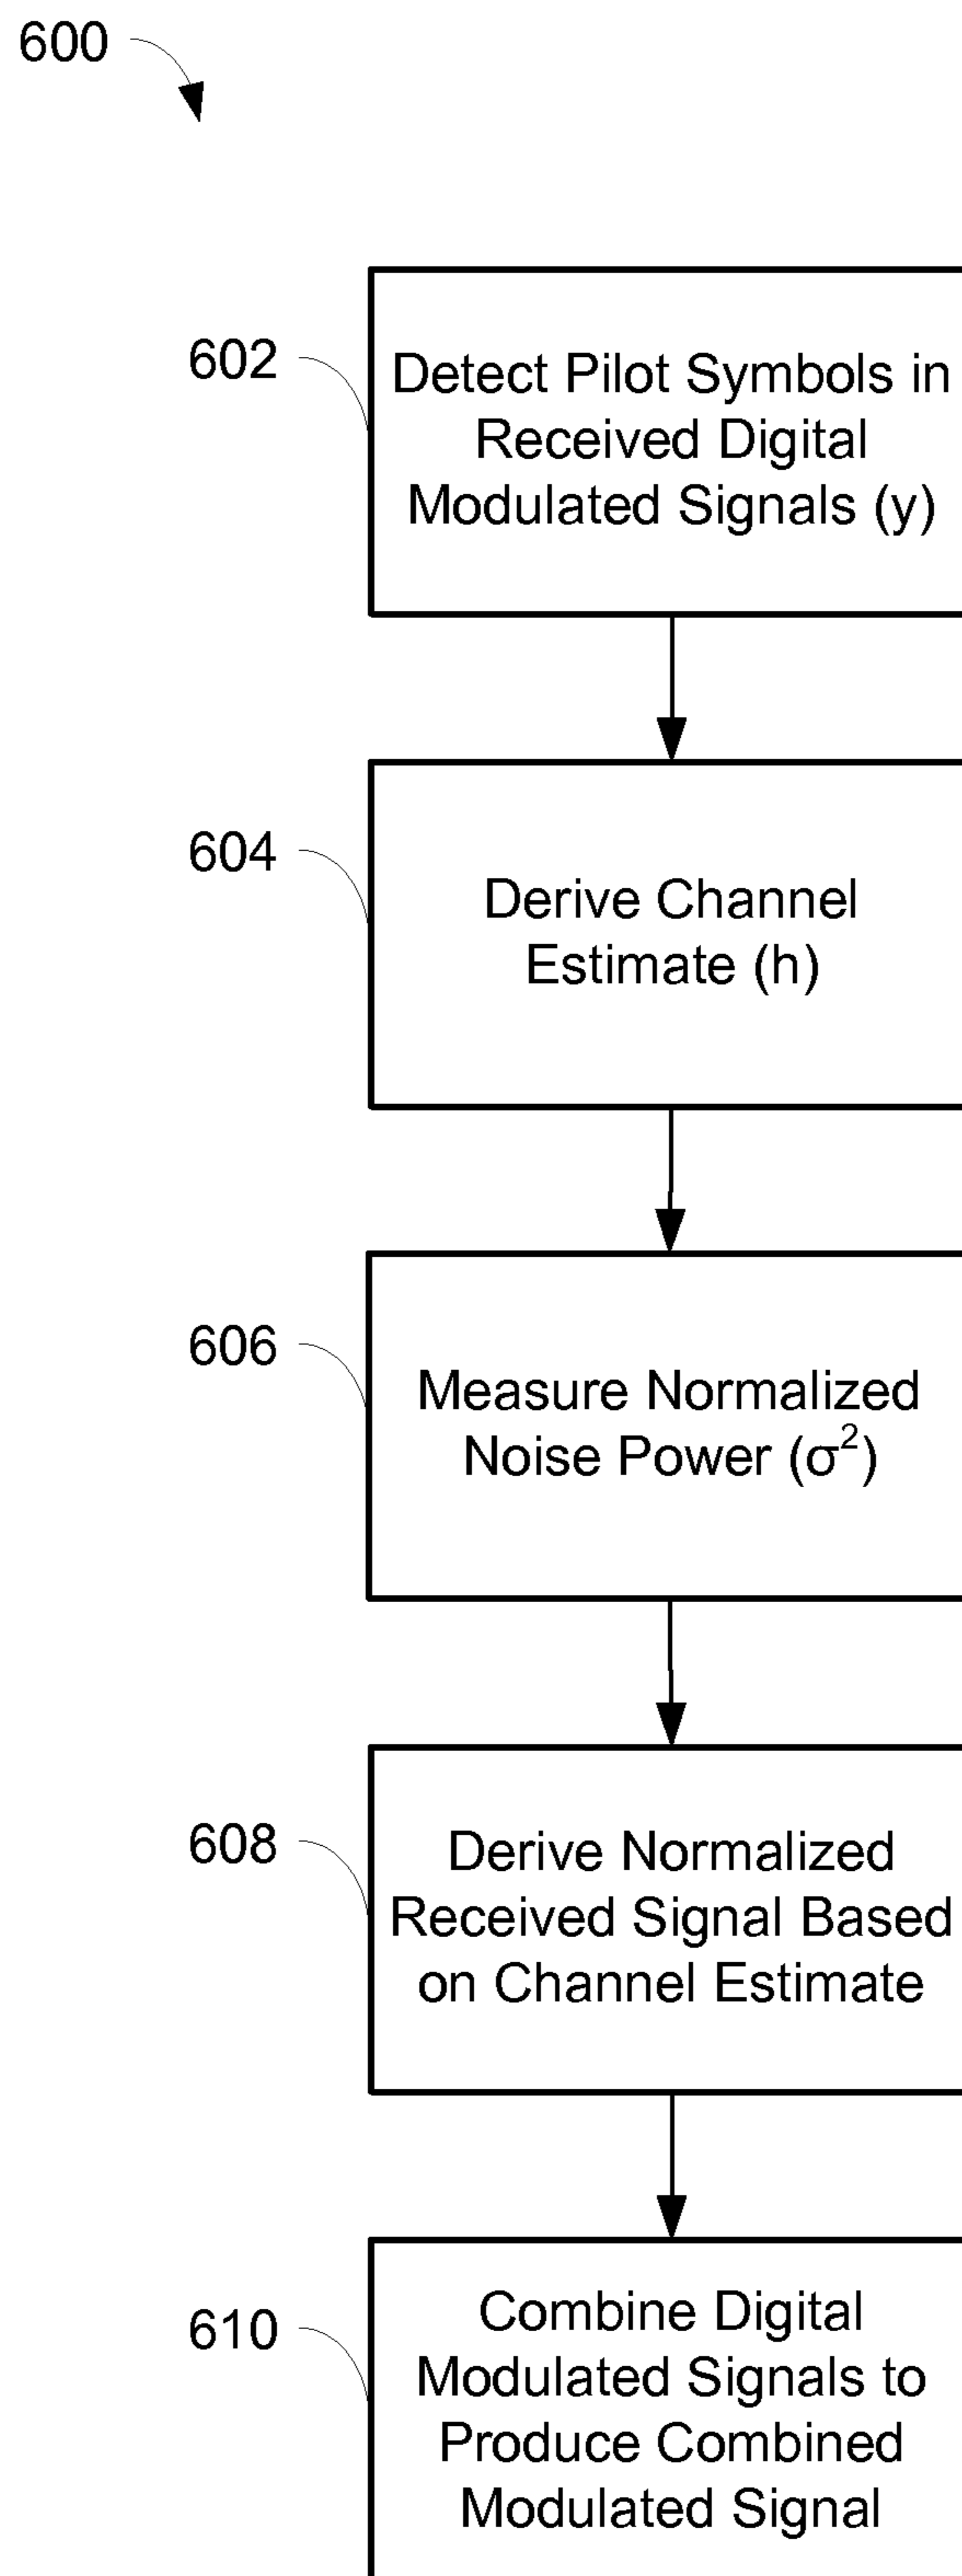 600
602
Detect Pilot Symbols in
Received Digital
Modulated Signals (y)
604
Derive Channel
Estimate (h)
606
Measure Normalized
Noise Power (σ²)
608
Derive Normalized
Received Signal Based
on Channel Estimate
610
Combine Digital
Modulated Signals to
Produce Combined
Modulated Signal